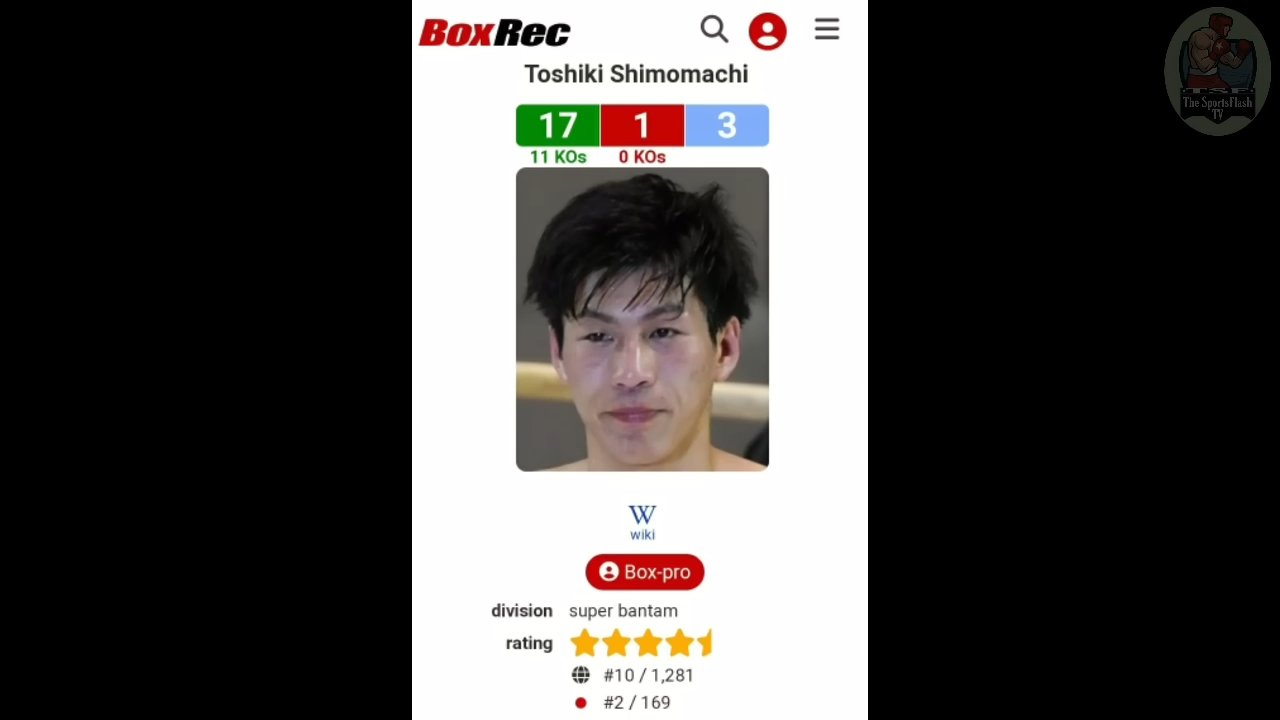 BoxRec
Toshiki Shimomachi
17 1 3
11 KOs 0 KOs
W
wiki
Box-pro
division super bantam
rating
#10 / 1,281
#2 / 169
TSF
The SportsFlash
TV